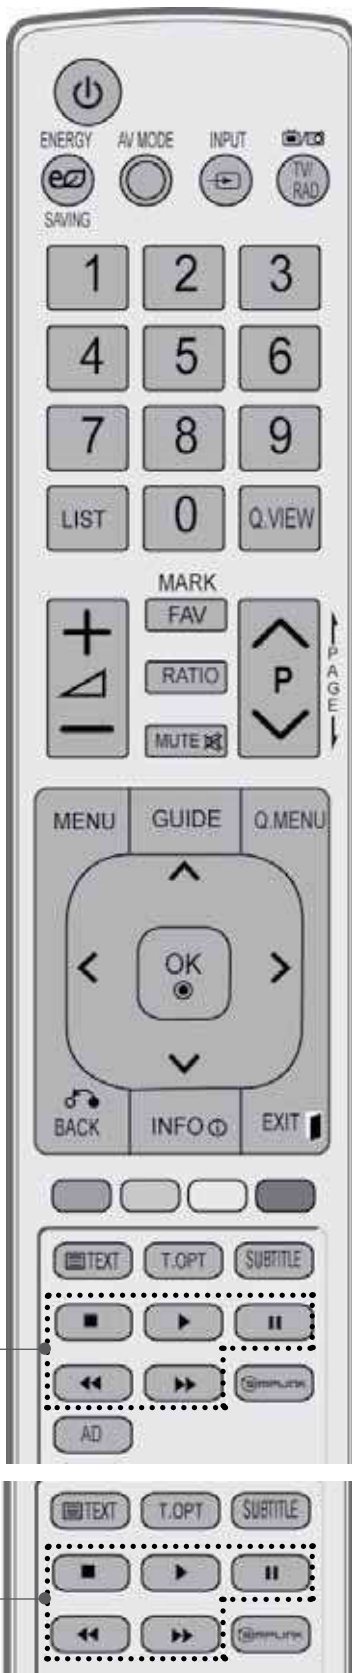 ENERGY AV MODE INPUT
TV/
RAD
SAVING
1 2 3
4 5 6
7 8 9
LIST 0 Q.VIEW
MARK
FAV
P
RATIO
PAGE
MUTE
MENU GUIDE Q.MENU
OK
BACK INFO EXIT
TEXT T.OPT SUBTITLE
SIMPLINK
AD
TEXT T.OPT SUBTITLE
SIMPLINK